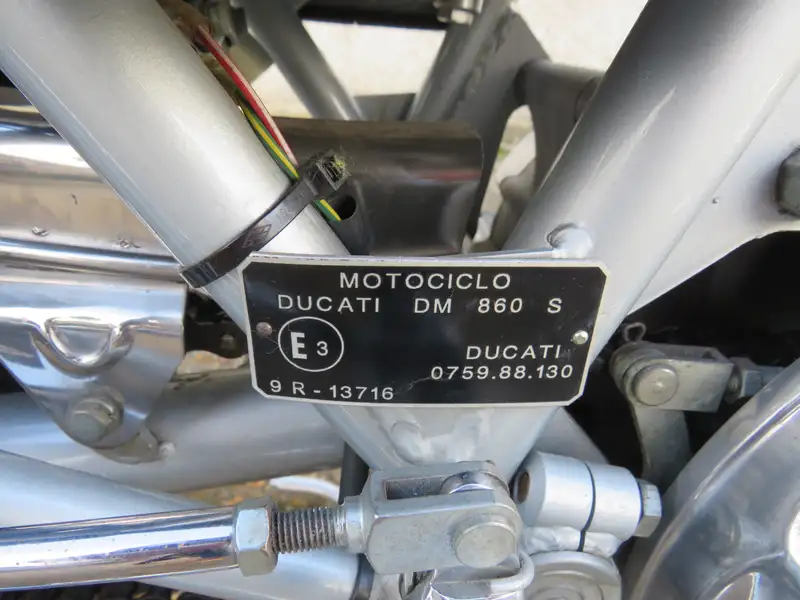 MOTOCICLO
DUCATI DM 860 S
E 3
DUCATI
0759.88.130
9 R - 13716